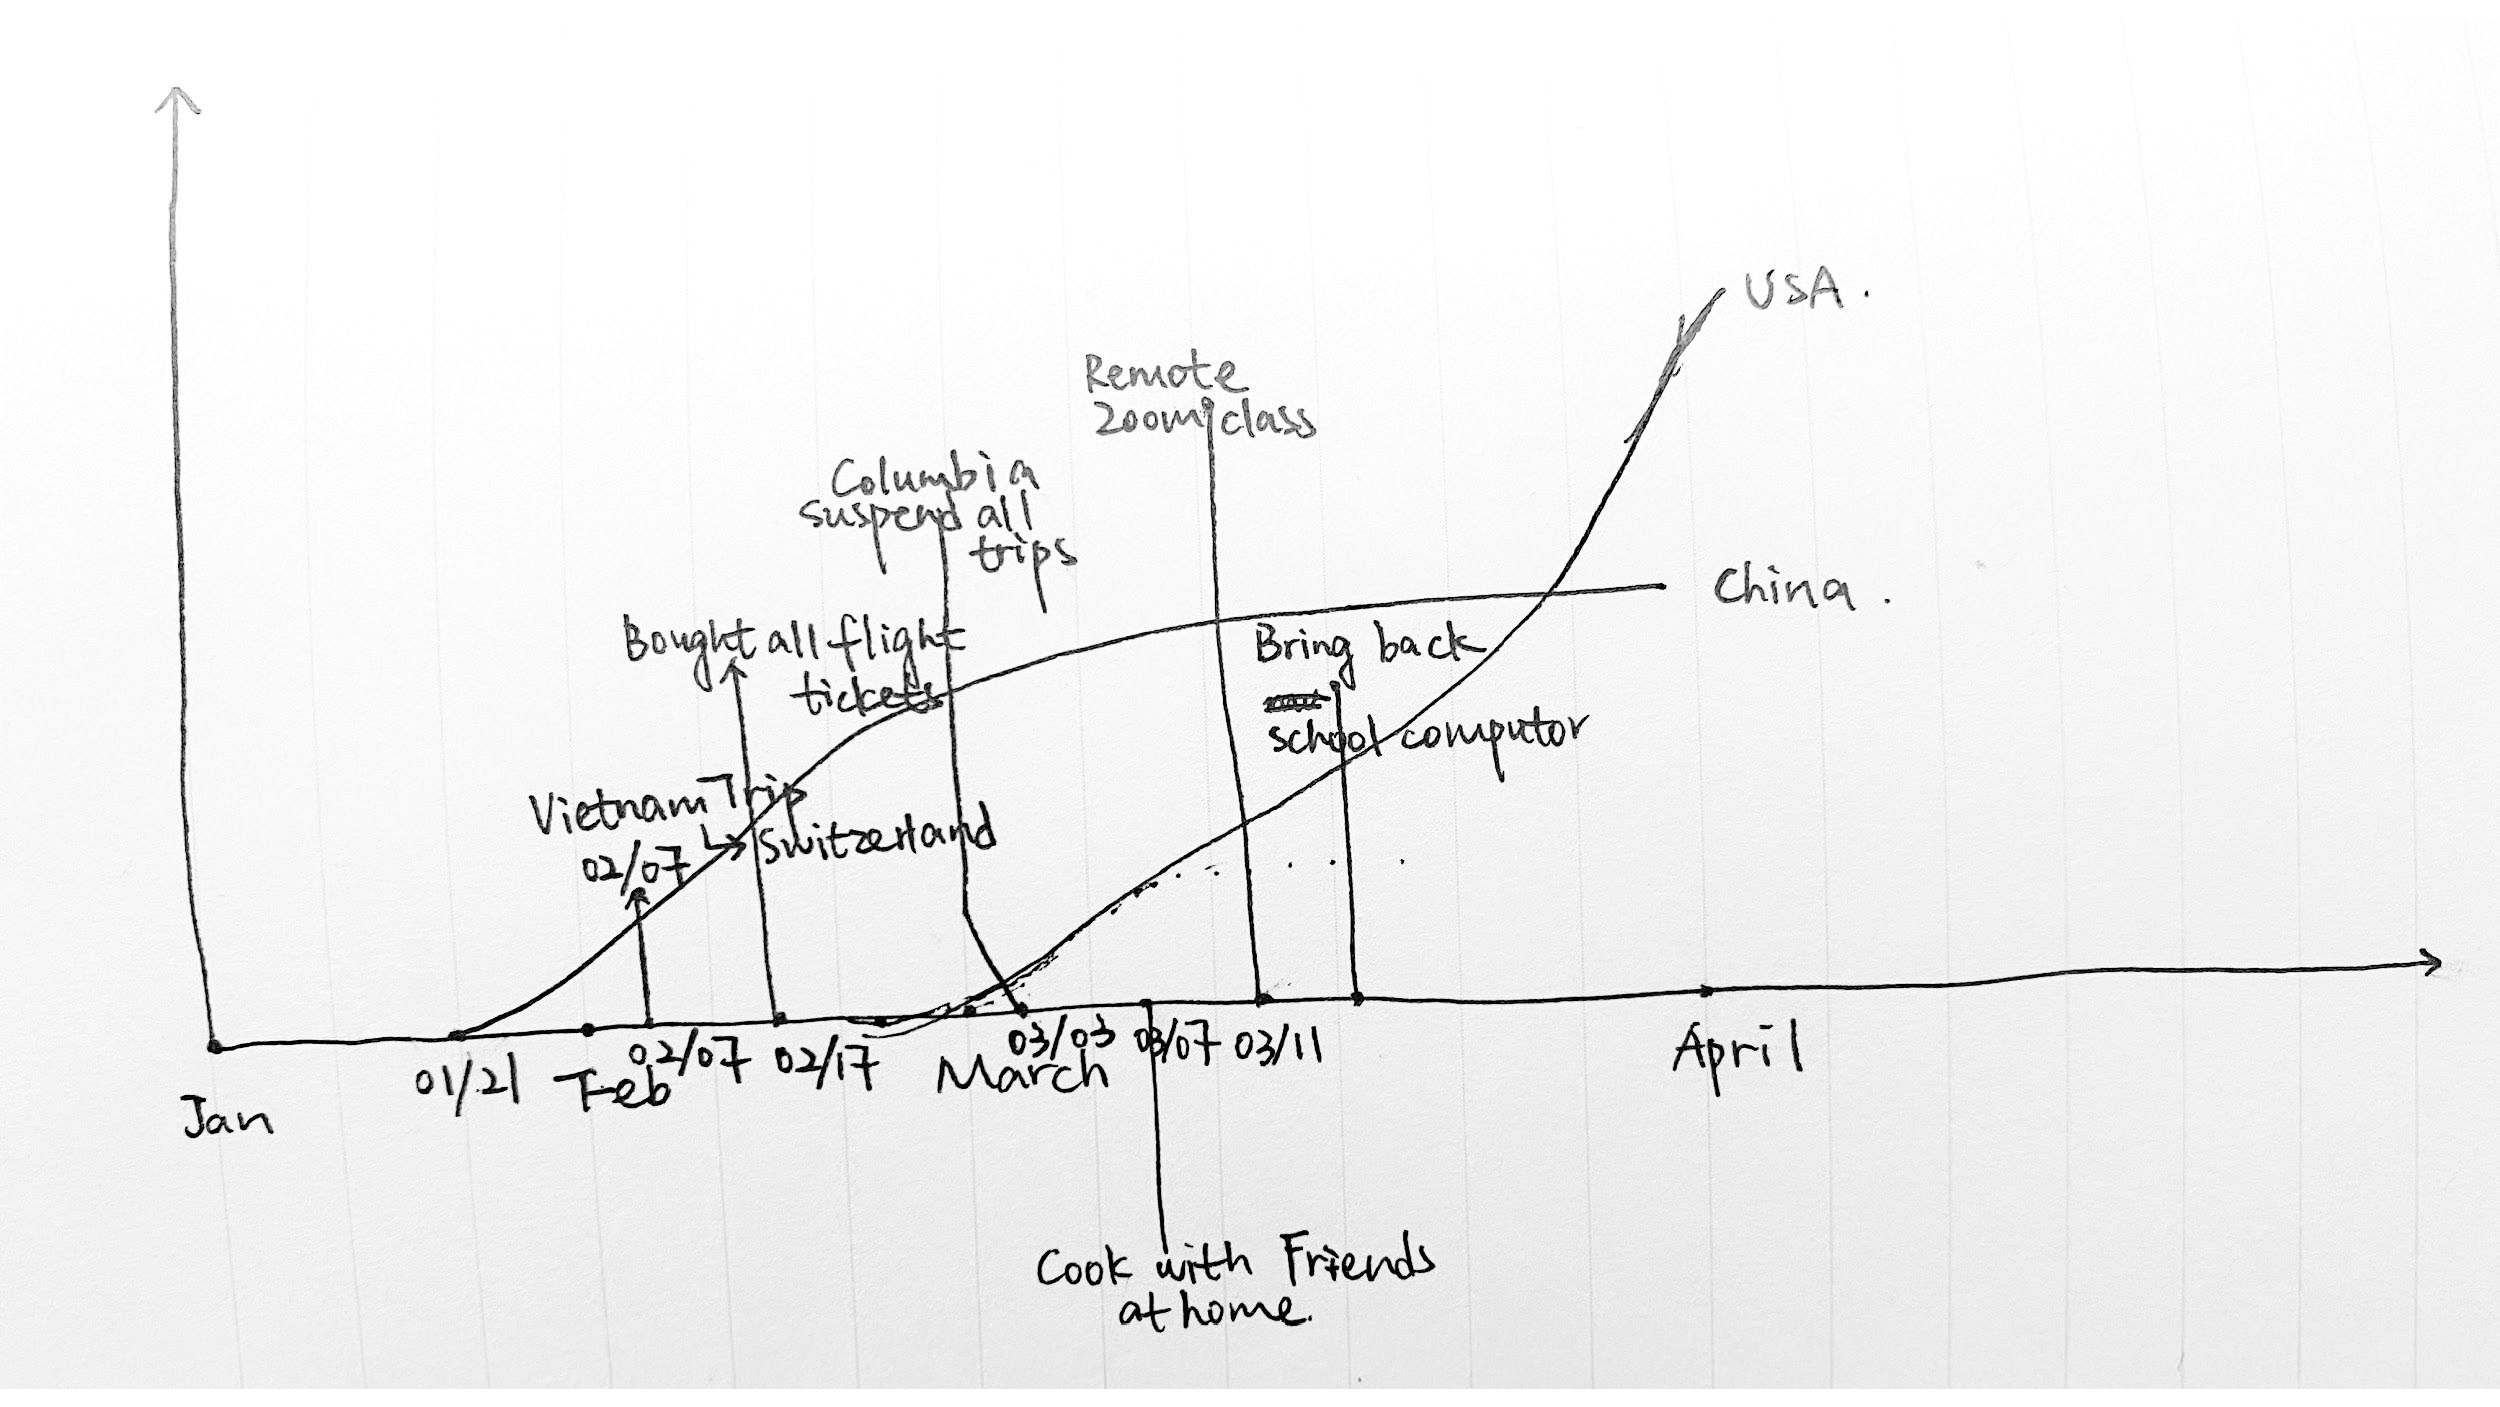 USA.
Remote
Zoom class
Columbia
suspend all
trips
China.
Bought all flight
tickets
Bring back
school computor
Vietnam Trip
Switzerland
02/07
01/21
Feb
02/07
02/17
March
03/03
03/07
03/11
April
Jan
Cook with Friends
at home.